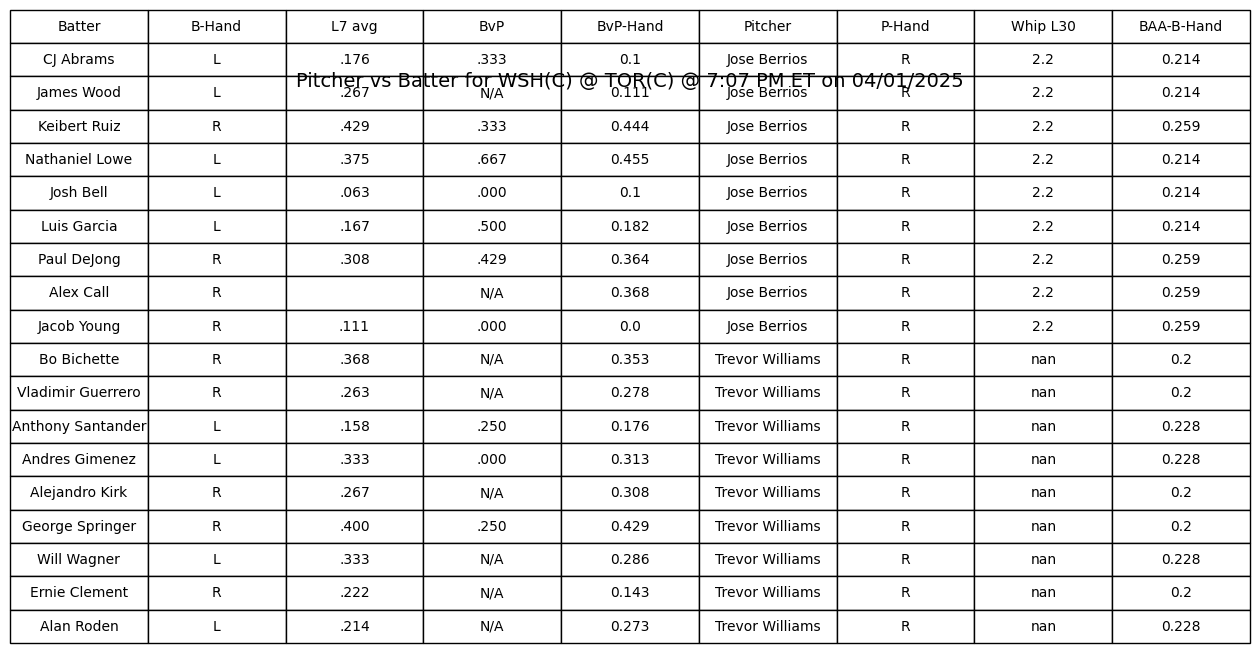 Batter B-Hand L7 avg BvP BvP-Hand Pitcher P-Hand Whip L30 BAA-B-Hand
CJ Abrams L .176 .333 0.1 Jose Berrios R 2.2 0.214
Pitcher vs Batter for WSH(C) @ TOR(C) @ 7:07 PM ET on 04/01/2025
James Wood L .267 N/A 0.111 Jose Berrios R 2.2 0.214
Keibert Ruiz R .429 .333 0.444 Jose Berrios R 2.2 0.259
Nathaniel Lowe L .375 .667 0.455 Jose Berrios R 2.2 0.214
Josh Bell L .063 .000 0.1 Jose Berrios R 2.2 0.214
Luis Garcia L .167 .500 0.182 Jose Berrios R 2.2 0.214
Paul DeJong R .308 .429 0.364 Jose Berrios R 2.2 0.259
Alex Call R N/A 0.368 Jose Berrios R 2.2 0.259
Jacob Young R .111 .000 0.0 Jose Berrios R 2.2 0.259
Bo Bichette R .368 N/A 0.353 Trevor Williams R nan 0.2
Vladimir Guerrero R .263 N/A 0.278 Trevor Williams R nan 0.2
Anthony Santander L .158 .250 0.176 Trevor Williams R nan 0.228
Andres Gimenez L .333 .000 0.313 Trevor Williams R nan 0.228
Alejandro Kirk R .267 N/A 0.308 Trevor Williams R nan 0.2
George Springer R .400 .250 0.429 Trevor Williams R nan 0.2
Will Wagner L .333 N/A 0.286 Trevor Williams R nan 0.228
Ernie Clement R .222 N/A 0.143 Trevor Williams R nan 0.2
Alan Roden L .214 N/A 0.273 Trevor Williams R nan 0.228